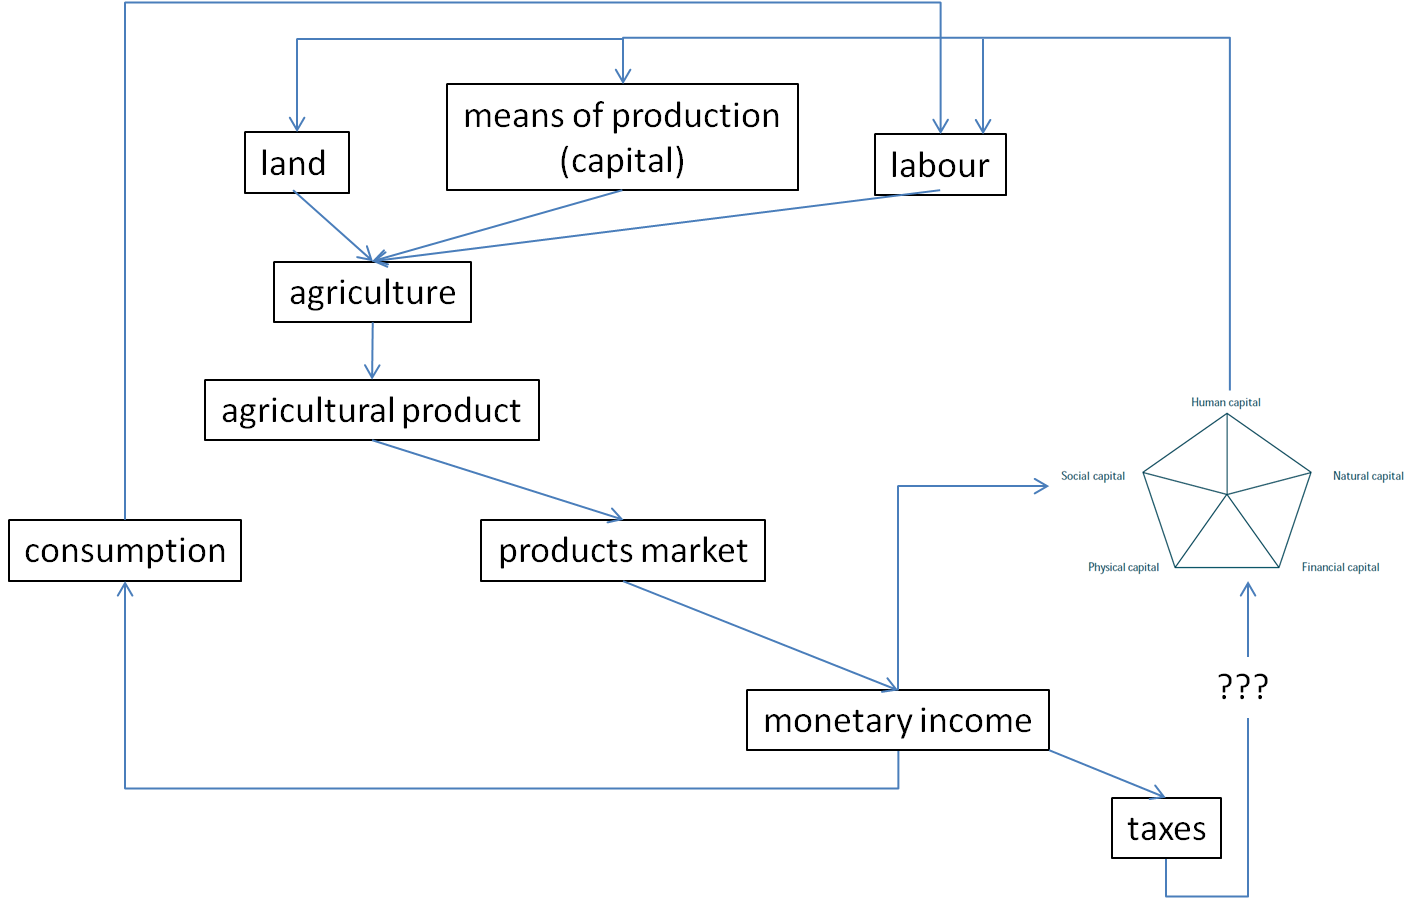 means of production
(capital)
land
labour
agriculture
agricultural product
Human capital
Social capital
Natural capital
consumption
products market
Physical capital
Financial capital
???
monetary income
taxes